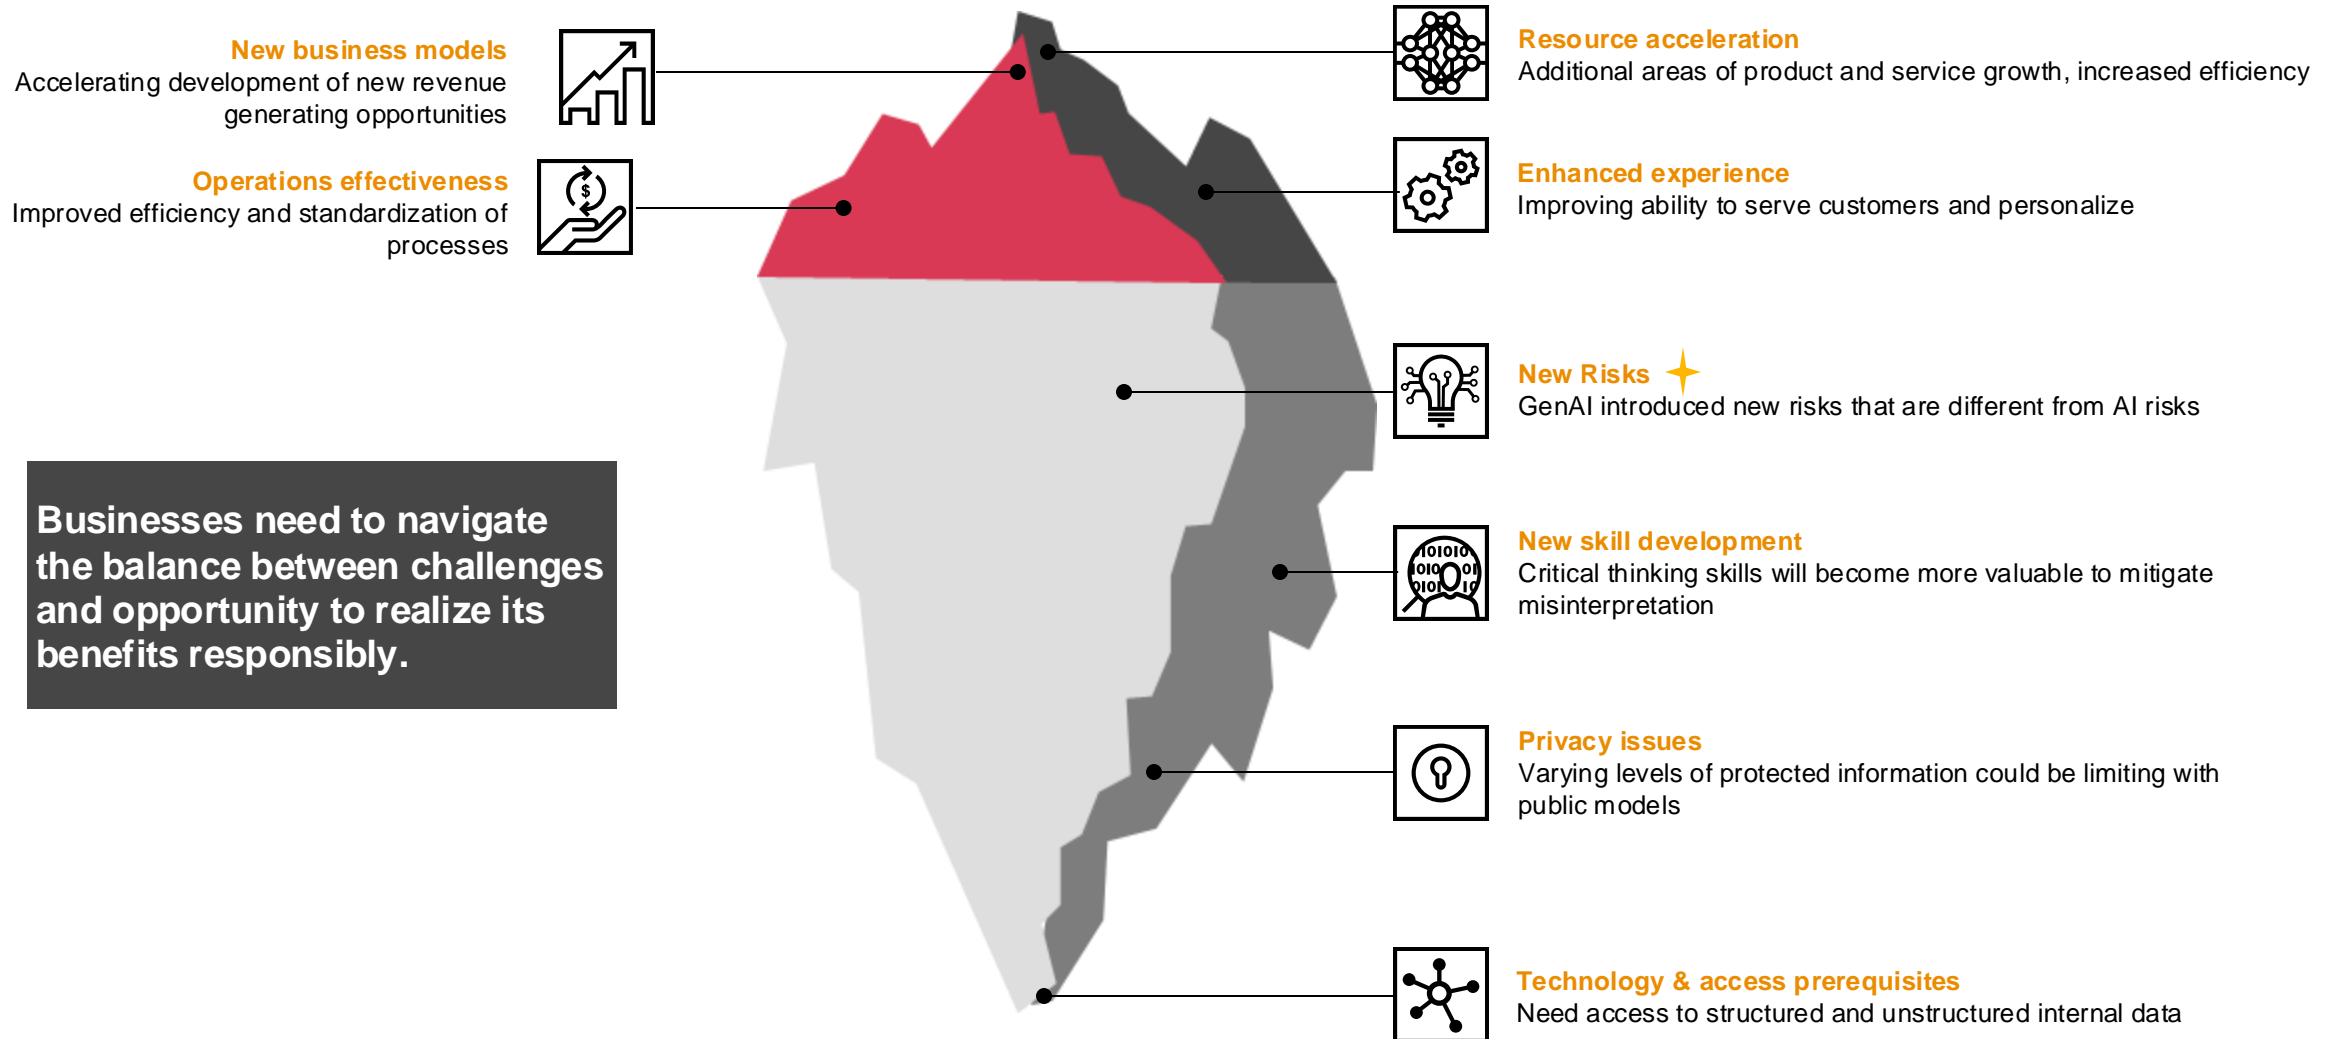 New business models
Accelerating development of new revenue
generating opportunities
Operations effectiveness
Improved efficiency and standardization of
processes
Businesses need to navigate
the balance between challenges
and opportunity to realize its
benefits responsibly.
$
Resource acceleration
Additional areas of product and service growth, increased efficiency
Enhanced experience
Improving ability to serve customers and personalize
New Risks
GenAI introduced new risks that are different from AI risks
New skill development
Critical thinking skills will become more valuable to mitigate
misinterpretation
Privacy issues
Varying levels of protected information could be limiting with
public models
Technology & access prerequisites
Need access to structured and unstructured internal data